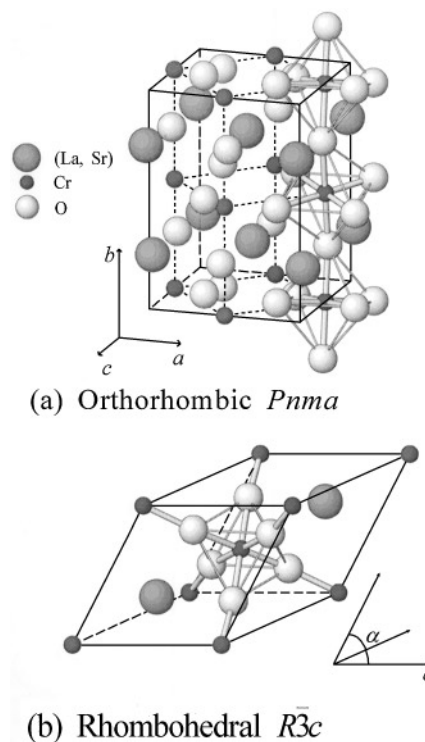 (La, Sr)
Cr
O
b
c
a
(a) Orthorhombic Pnma
α
(b) Rhombohedral R3̄c